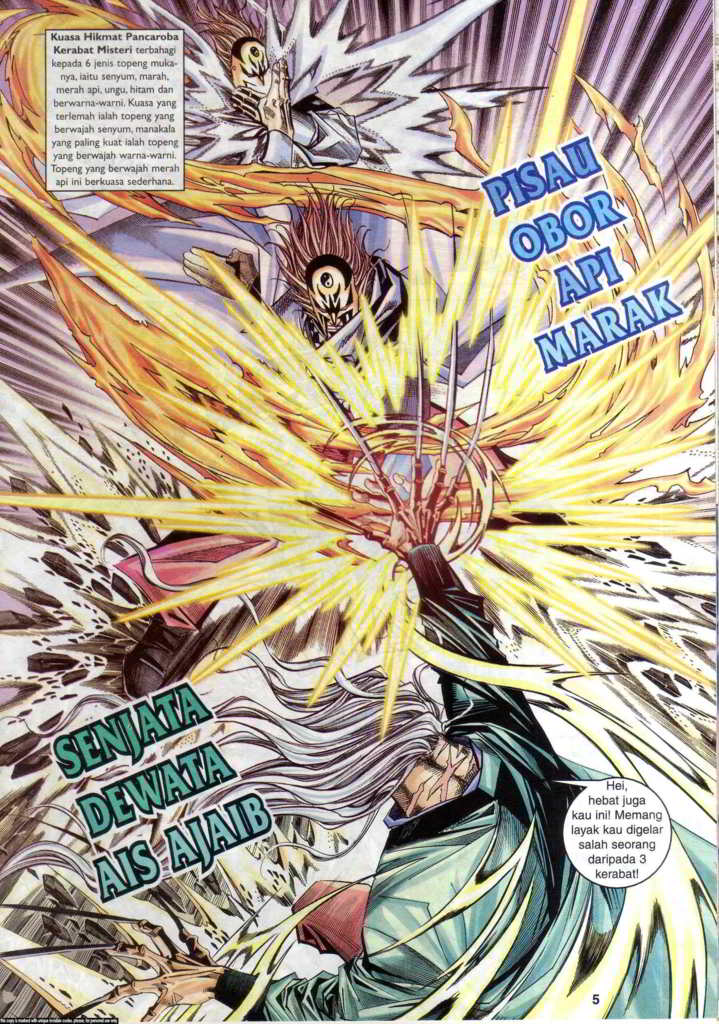 Kuasa Hikmat Pancaroba
Kerabat Misteri terbahagi
kepada 6 jenis topeng muka-
nya, iaitu senyum, marah,
merah api, ungu, hitam dan
berwarna-warni. Kuasa yang
terlemah ialah topeng yang
berwajah senyum, manakala
yang paling kuat ialah topeng
yang berwajah warna-warni.
Topeng yang berwajah merah
api ini berkuasa sederhana.
PISAU
OBOR
API
MARAK
SENJATA
DEWATA
AIS AJAIB
Hei,
hebat juga
kau ini! Memang
layak kau digelar
salah seorang
daripada 3
kerabat!
5